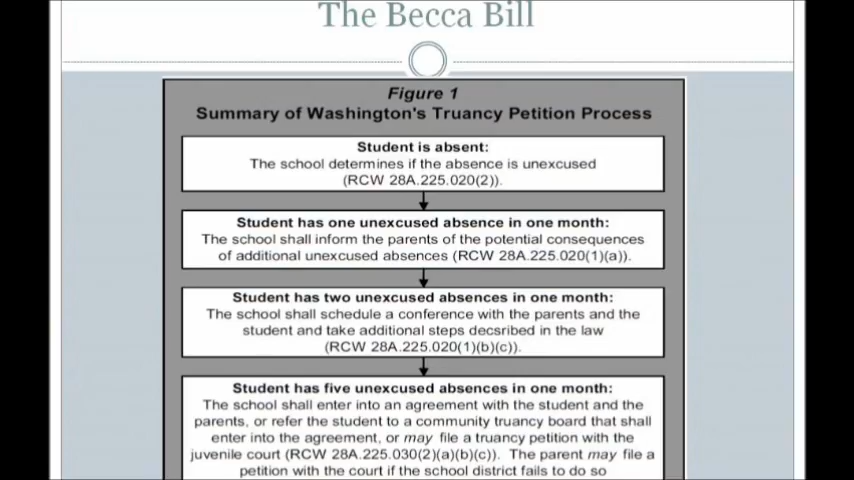 The Becca Bill
Figure 1
Summary of Washington's Truancy Petition Process
Student is absent:
The school determines if the absence is unexcused
(RCW 28A.225.020(2)).
Student has one unexcused absence in one month:
The school shall inform the parents of the potential consequences
of additional unexcused absences (RCW 28A.225.020(1)(a)).
Student has two unexcused absences in one month:
The school shall schedule a conference with the parents and the
student and take additional steps decsribed in the law
(RCW 28A.225.020(1)(b)(c)).
Student has five unexcused absences in one month:
The school shall enter into an agreement with the student and the
parents, or refer the student to a community truancy board that shall
enter into the agreement, or may file a truancy petition with the
juvenile court (RCW 28A.225.030(2)(a)(b)(c)). The parent may file a
petition with the court if the school district fails to do so